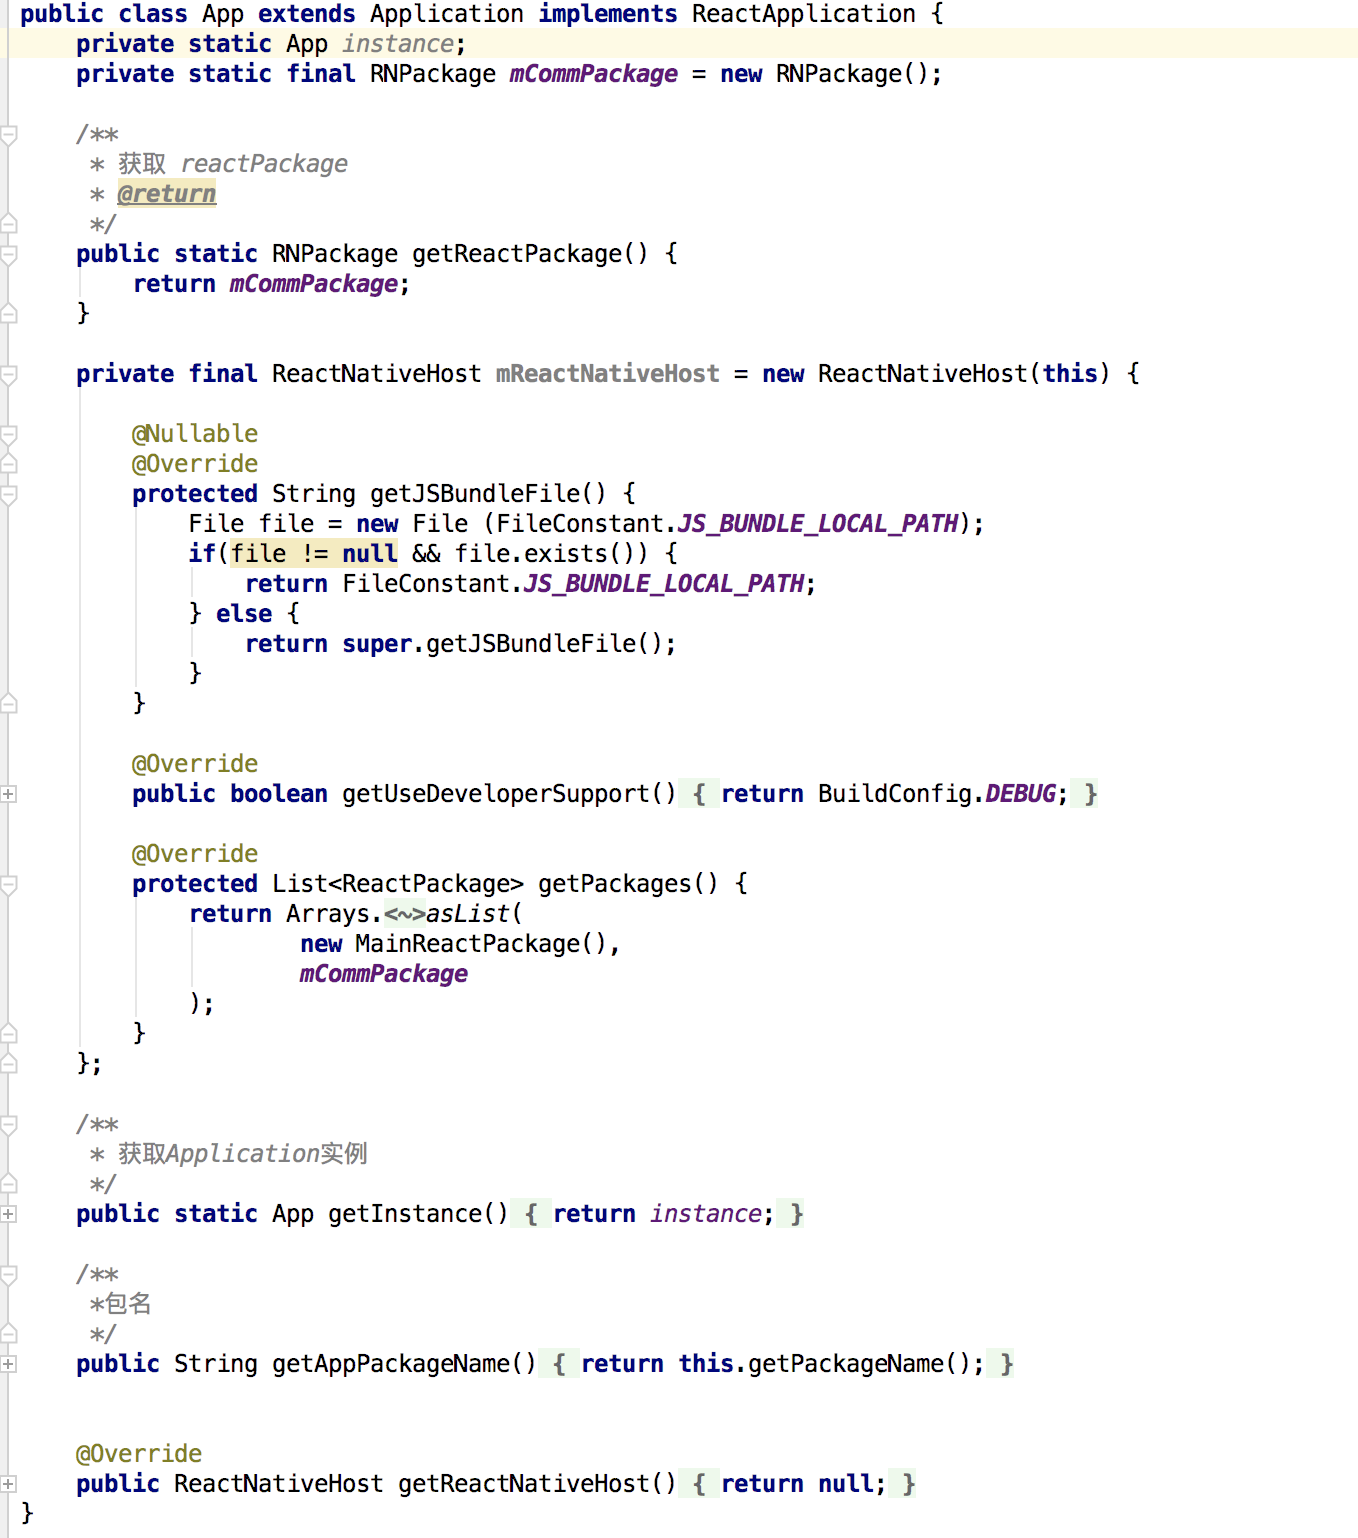 public class App extends Application implements ReactApplication {
    private static App instance;
    private static final RNPackage mCommPackage = new RNPackage();

    /**
     * 获取 reactPackage
     * @return
     */
    public static RNPackage getReactPackage() {
        return mCommPackage;
    }

    private final ReactNativeHost mReactNativeHost = new ReactNativeHost(this) {

        @Nullable
        @Override
        protected String getJSBundleFile() {
            File file = new File (FileConstant.JS_BUNDLE_LOCAL_PATH);
            if(file != null && file.exists()) {
                return FileConstant.JS_BUNDLE_LOCAL_PATH;
            } else {
                return super.getJSBundleFile();
            }
        }

        @Override
        public boolean getUseDeveloperSupport() { return BuildConfig.DEBUG; }

        @Override
        protected List<ReactPackage> getPackages() {
            return Arrays.<~>asList(
                    new MainReactPackage(),
                    mCommPackage
            );
        }
    };

    /**
     * 获取Application实例
     */
    public static App getInstance() { return instance; }

    /**
     *包名
     */
    public String getAppPackageName() { return this.getPackageName(); }


    @Override
    public ReactNativeHost getReactNativeHost() { return null; }
}